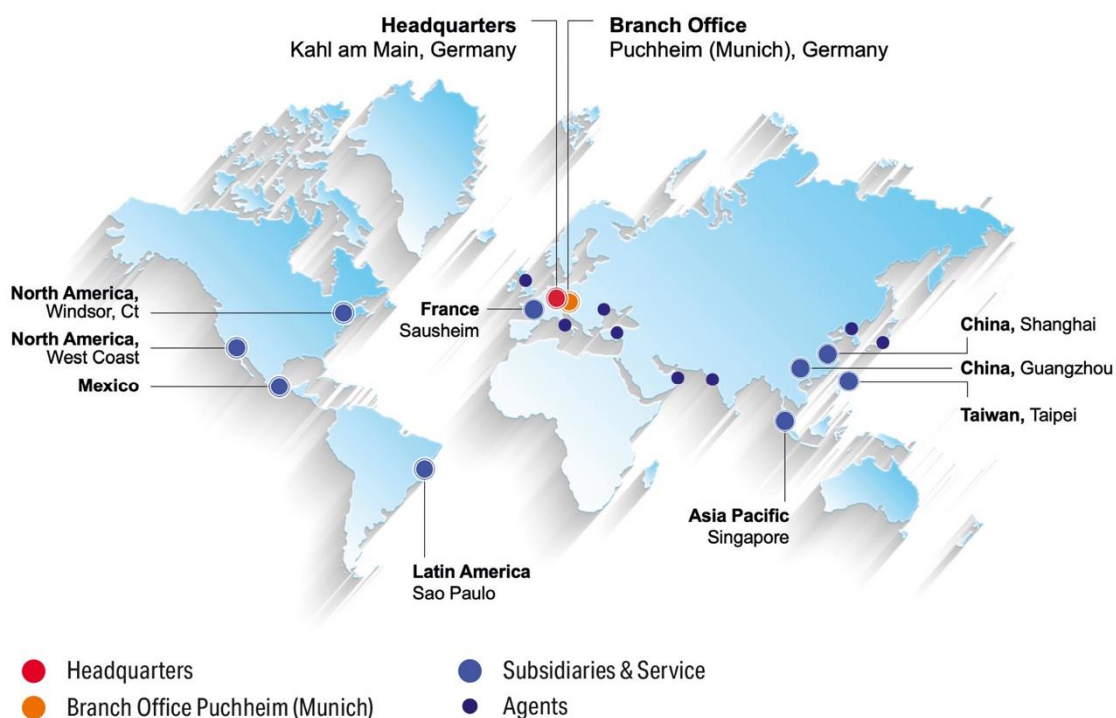 Headquarters
Kahl am Main, Germany
Branch Office
Puchheim (Munich), Germany
North America,
Windsor, Ct
North America,
West Coast
Mexico
France
Sausheim
China, Shanghai
China, Guangzhou
Taiwan, Taipei
Asia Pacific
Singapore
Latin America
Sao Paulo
Headquarters
Branch Office Puchheim (Munich)
Subsidiaries & Service
Agents